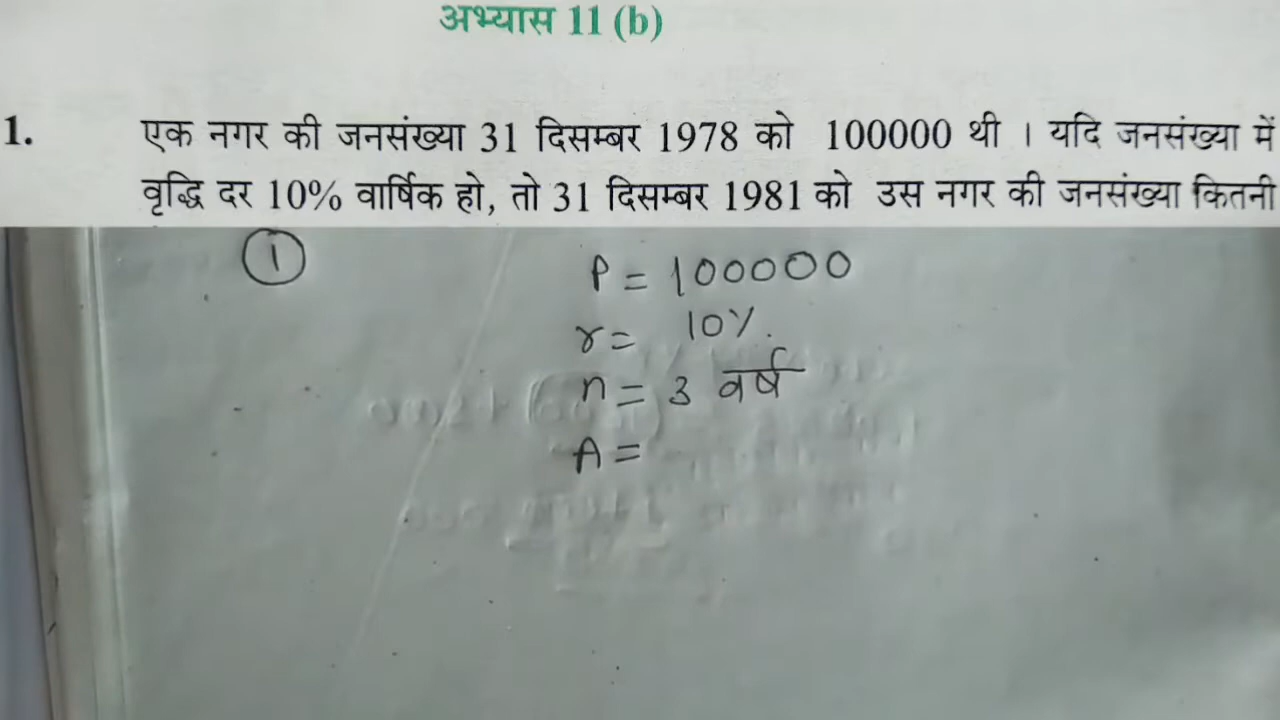 अभ्यास 11 (b)
1. एक नगर की जनसंख्या 31 दिसम्बर 1978 को 100000 थी । यदि जनसंख्या में
वृद्धि दर 10% वार्षिक हो, तो 31 दिसम्बर 1981 को उस नगर की जनसंख्या कितनी
1
P = 100000
r = 10%.
n = 3 वर्ष
A =